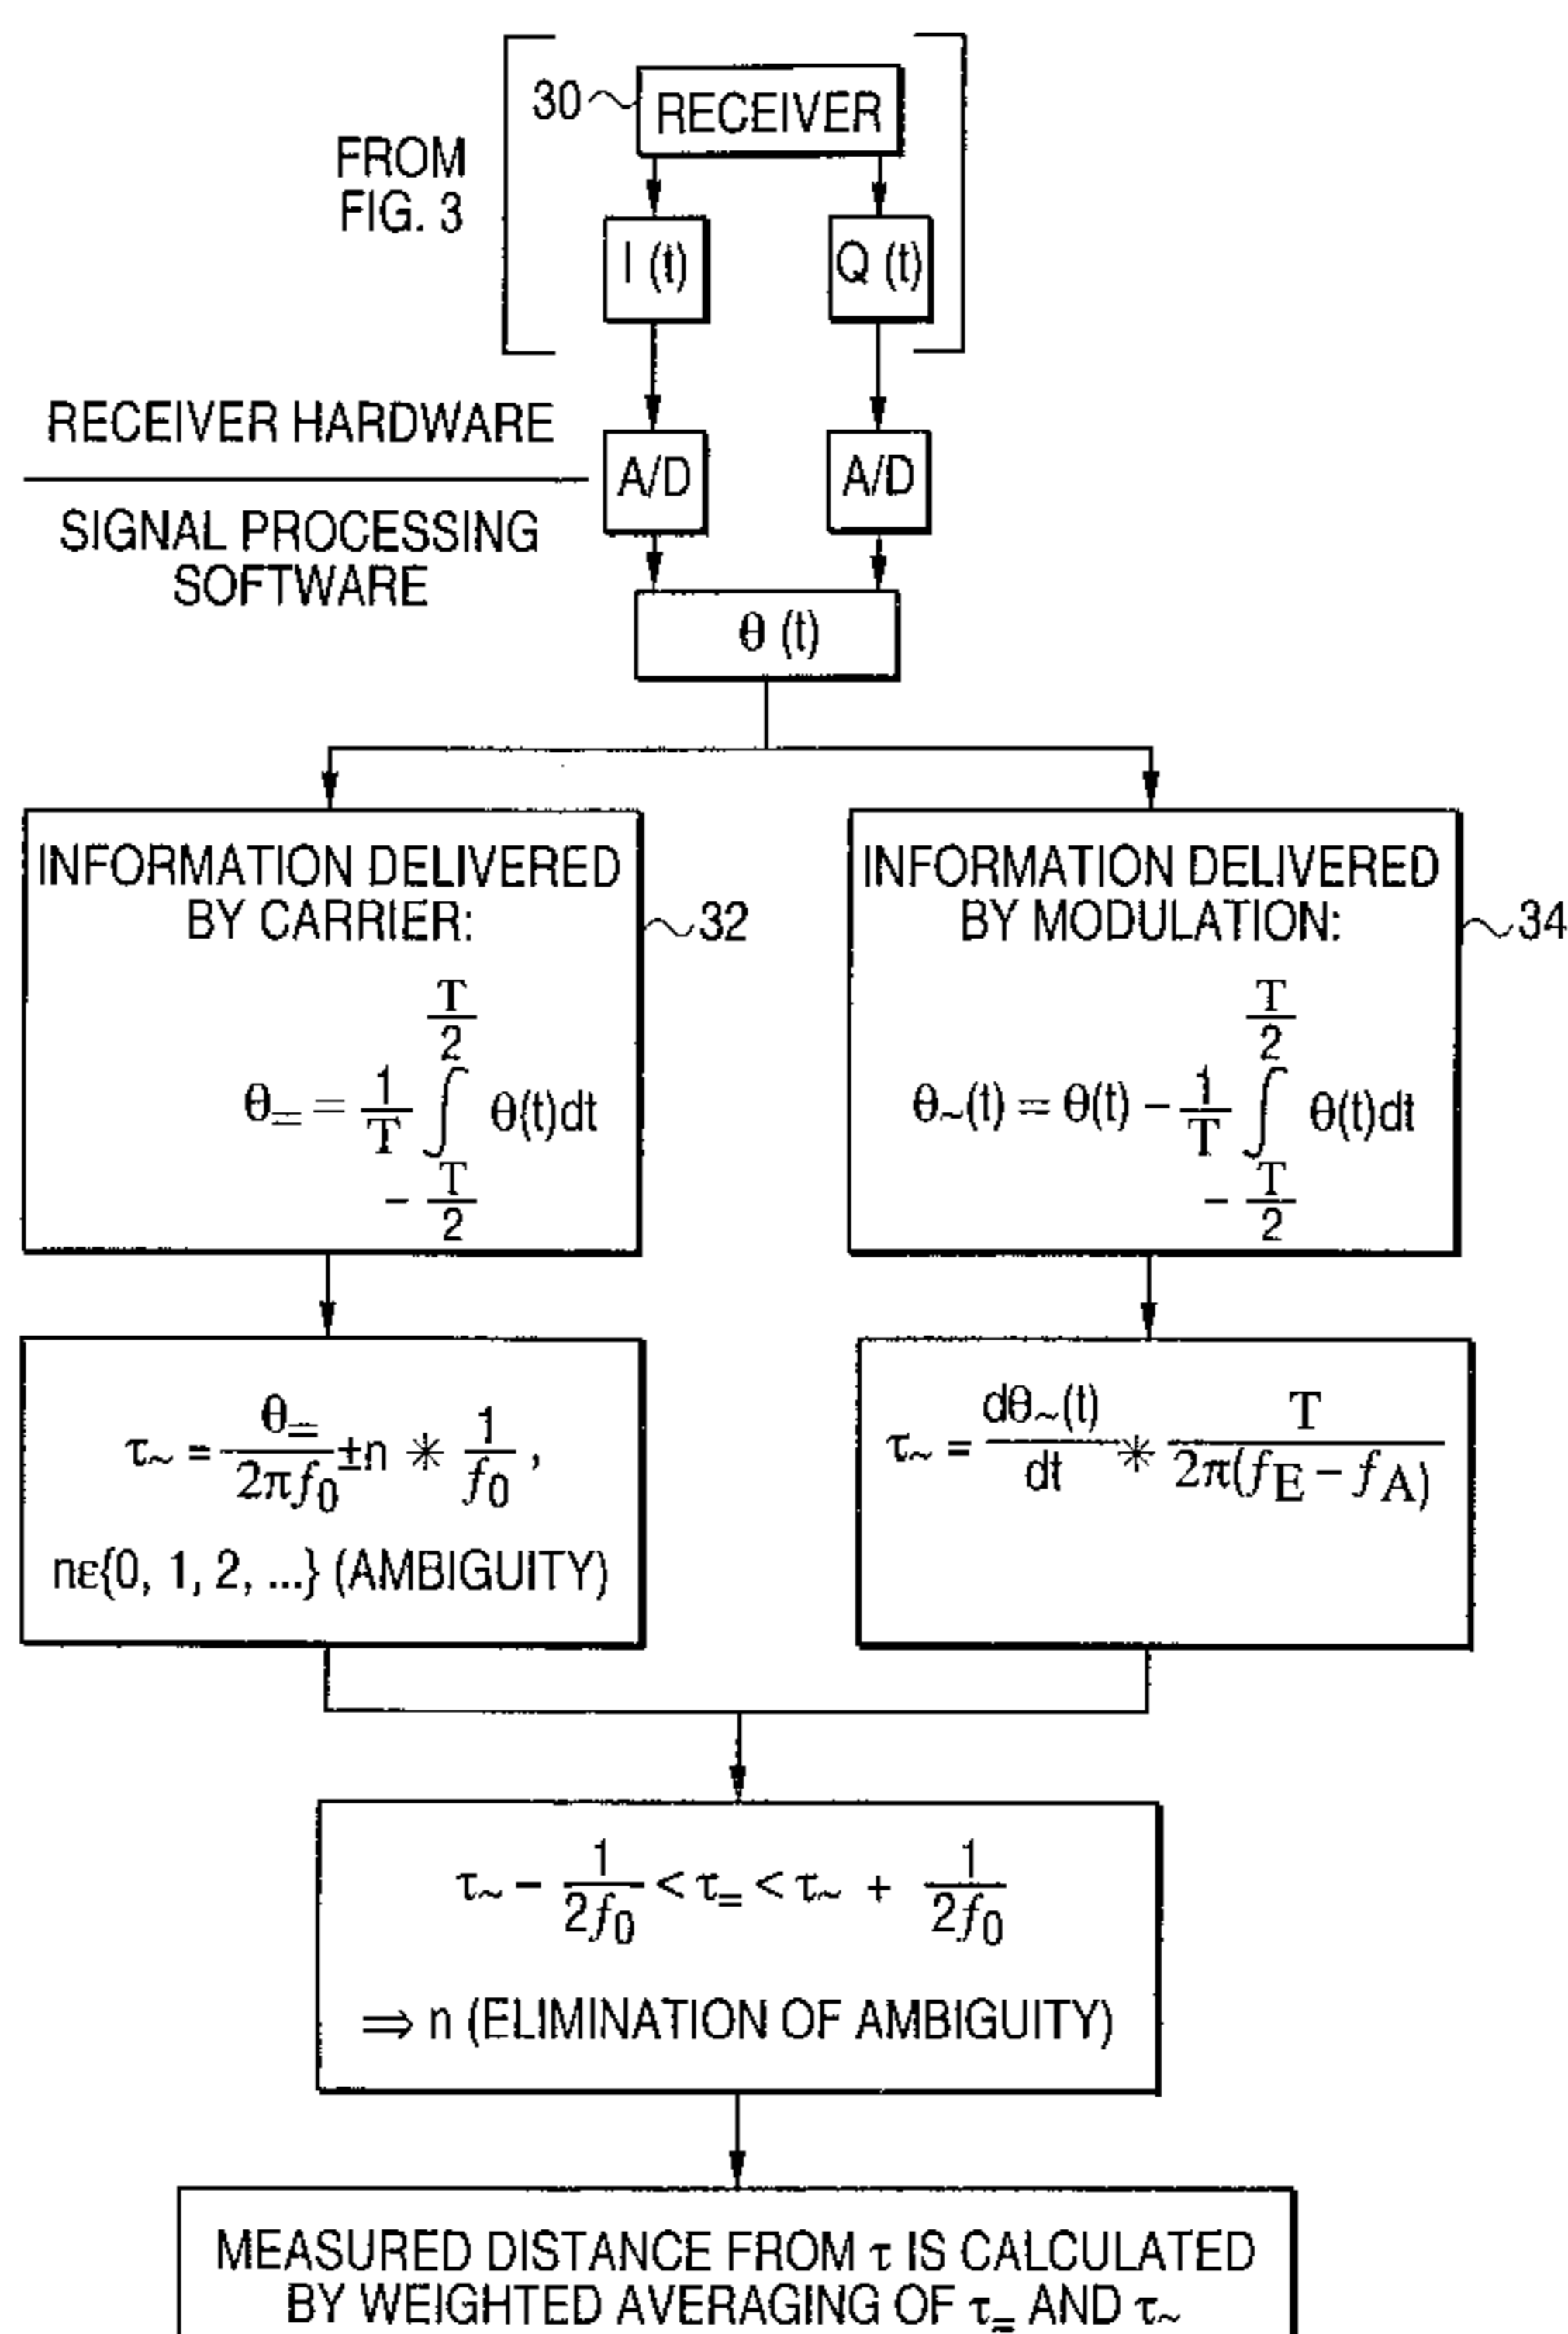 FROM
FIG. 3
30
RECEIVER
I (t)
Q (t)
RECEIVER HARDWARE
SIGNAL PROCESSING
SOFTWARE
A/D
A/D
θ (t)
INFORMATION DELIVERED
BY CARRIER:
32
θ₌ = 1/T ∫_{-T/2}^{T/2} θ(t)dt
INFORMATION DELIVERED
BY MODULATION:
34
θ~(t) = θ(t) − 1/T ∫_{-T/2}^{T/2} θ(t)dt
τ~ = θ₌/2πf₀ ±n * 1/f₀ ,
nε{0, 1, 2, ...} (AMBIGUITY)
τ~ = dθ~(t)/dt * T/2π(f_E − f_A)
τ~ − 1/2f₀ < τ₌ < τ~ + 1/2f₀
⇒ n (ELIMINATION OF AMBIGUITY)
MEASURED DISTANCE FROM τ IS CALCULATED
BY WEIGHTED AVERAGING OF τ₌ AND τ~